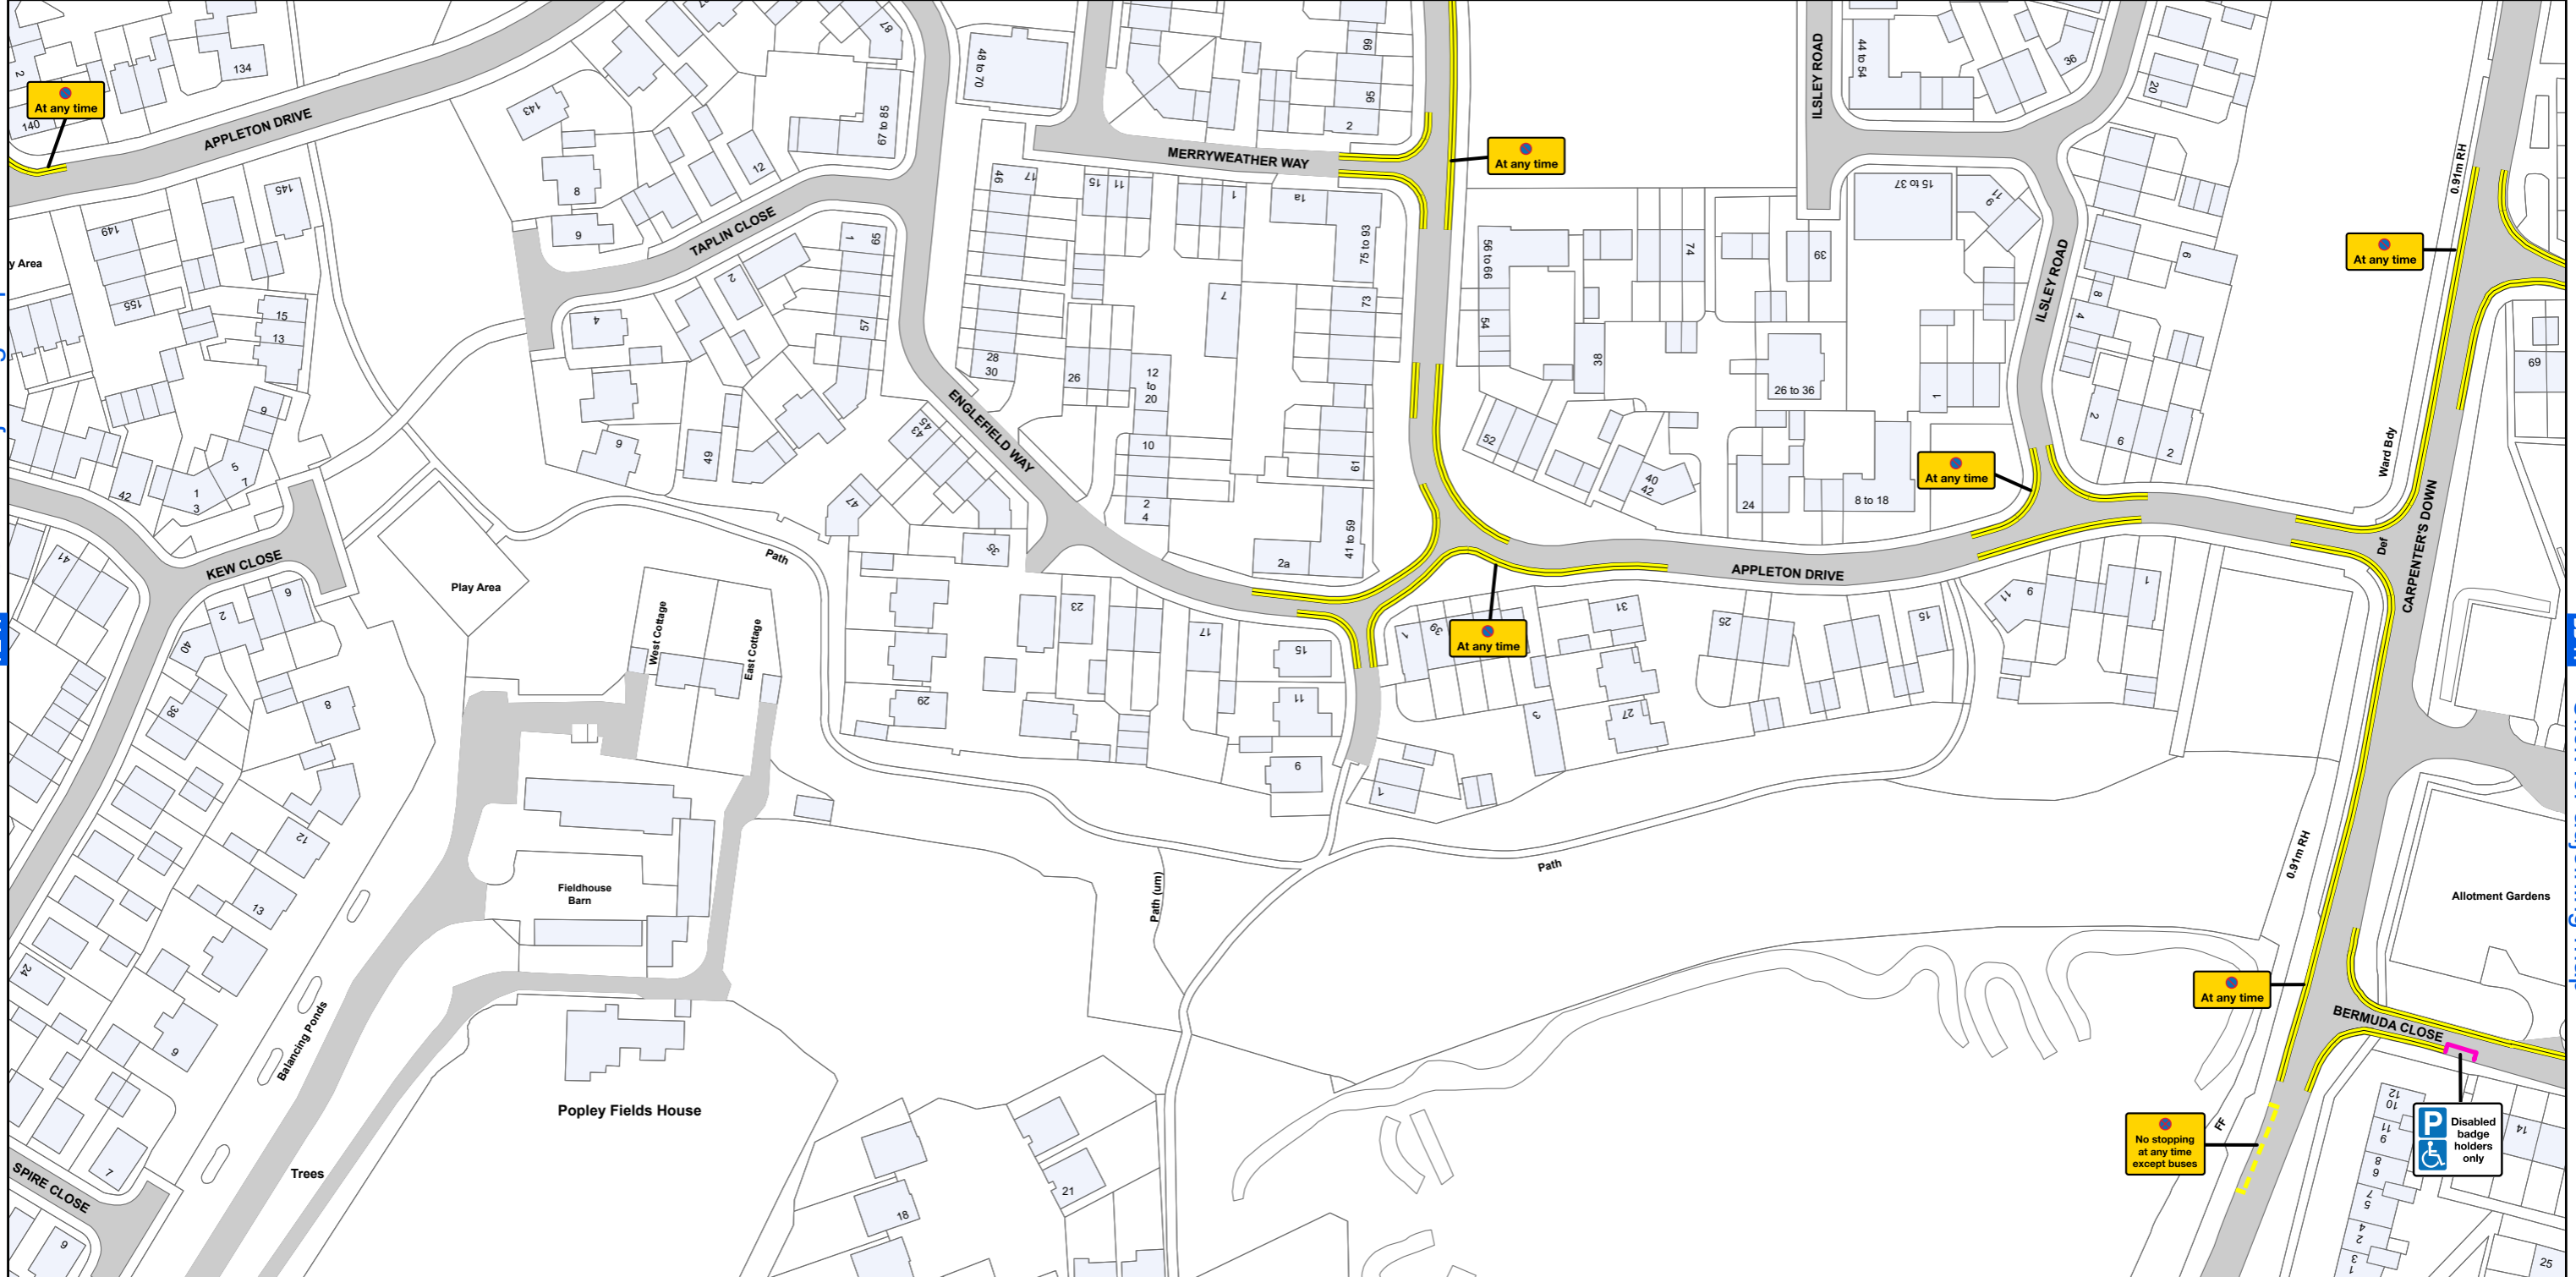 134
2
At any time
140
APPLETON DRIVE
149
145
155
15
13
y Area
9
5
7
1
3
42
143
8
6
12
87
67 to 85
TAPLIN CLOSE
2
1
65
57
4
9
49
47
43
45
35
48 to 70
MERRYWEATHER WAY
99
95
2
46
17
15
11
1
1a
75 to 93
7
73
28
30
26
12
to
20
10
61
2
4
2a
41 to 59
ENGLEFIELD WAY
At any time
ILSLEY ROAD
44 to 54
36
20
15 to 37
11
9
ILSLEY ROAD
56 to 66
54
74
39
38
26 to 36
1
52
40
42
24
8 to 18
6
8
4
2
6
2
At any time
APPLETON DRIVE
At any time
0.91m RH
At any time
Ward Bdy
Def
CARPENTER'S DOWN
69
41
KEW CLOSE
2
6
40
38
8
12
13
24
9
7
SPIRE CLOSE
9
Play Area
Path
West Cottage
East Cottage
Fieldhouse
Barn
Balancing Ponds
Trees
Popley Fields House
29
23
17
15
11
9
1
39
31
3
27
1
25
15
11
9
1
Path
Path (um)
18
21
0.91m RH
FF
Allotment Gardens
At any time
BERMUDA CLOSE
No stopping
at any time
except buses
P
Disabled
badge
holders
only
12
10
11
9
8
6
7
5
4
2
3
1
14
25